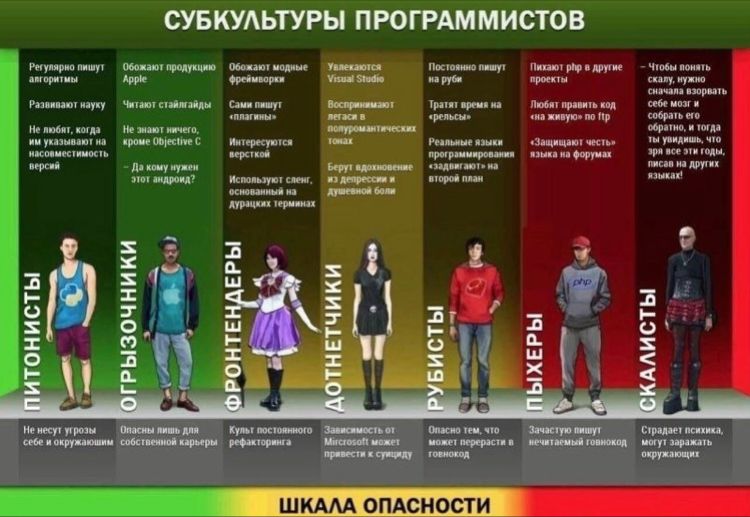 СУБКУЛЬТУРЫ ПРОГРАММИСТОВ
Регулярно пишут
алгоритмы
Развивают науку
Не любят, когда
им указывают на
насовместимость
версий
ПИТОНИСТЫ
Не несут угрозы
себе и окружающим
Обожают продукцию
Apple
Читают стайлгайды
Не знают ничего,
кроме Objective C
– Да кому нужен
этот андроид?
ОГРЫЗОЧНИКИ
Опасны лишь для
собственной карьеры
Обожают модные
фреймворки
Сами пишут
«плагины»
Интересуются
версткой
Используют сленг,
основанный на
дурацких терминах
ФРОНТЕНДЕРЫ
Культ постоянного
рефакторинга
Увлекаются
Visual Studio
Воспринимают
легаси в
полуромантических
тонах
Берут вдохновение
из депрессии и
душевной боли
ДОТНЕТЧИКИ
Зависимость от
Mircrosoft может
привести к суициду
Постоянно пишут
на руби
Тратят время на
«рельсы»
Реальные языки
программирования
«задвигают» на
второй план
РУБИСТЫ
Опасно тем, что
может перерасти в
говнокод
Пихают php в другие
проекты
Любят править код
«на живую» по ftp
“Защищают честь»
языка на форумах
php
ПЫХЕРЫ
Зачастую пишут
нечитаемый говнокод
– Чтобы понять
скалу, нужно
сначала взорвать
себе мозг и
собрать его
обратно, и тогда
ты увидишь, что
зря все эти годы,
писав на других
языках!
СКАЛИСТЫ
Страдает психика,
могут заражать
окружающих
ШКАЛА ОПАСНОСТИ